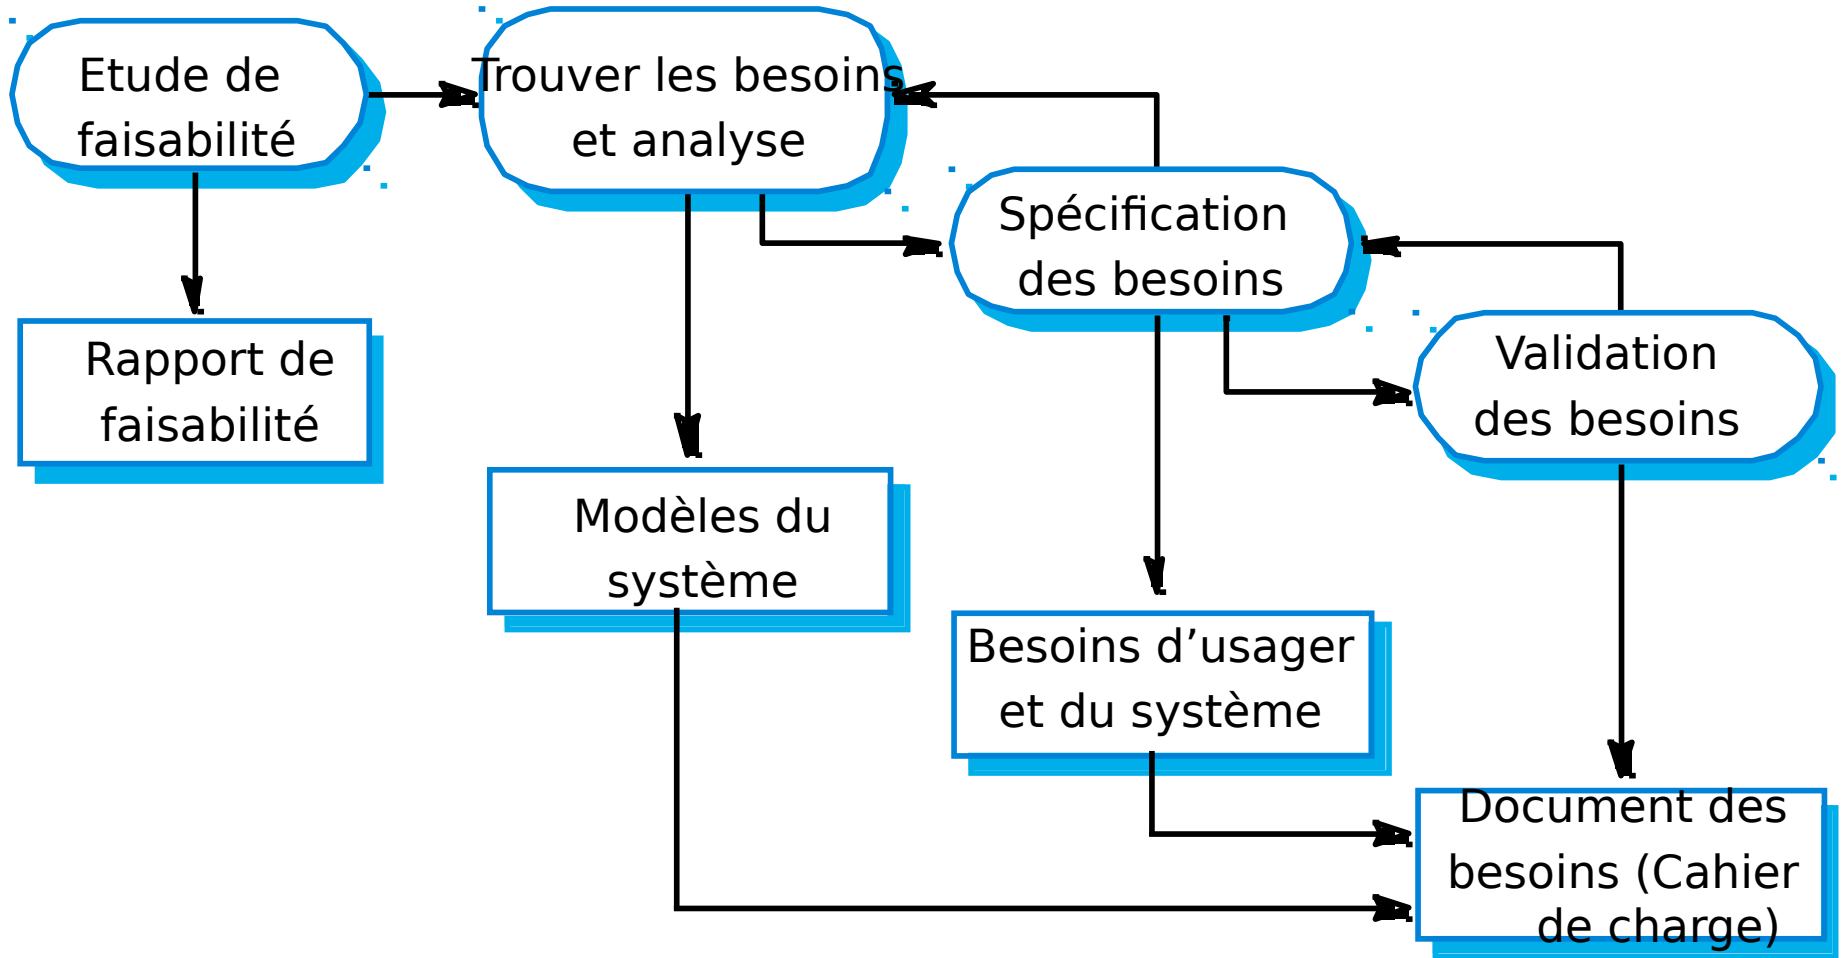 Etude de
faisabilité
Trouver les besoins
et analyse
Spécification
des besoins
Validation
des besoins
Rapport de
faisabilité
Modèles du
système
Besoins d’usager
et du système
Document des
besoins (Cahier
de charge)